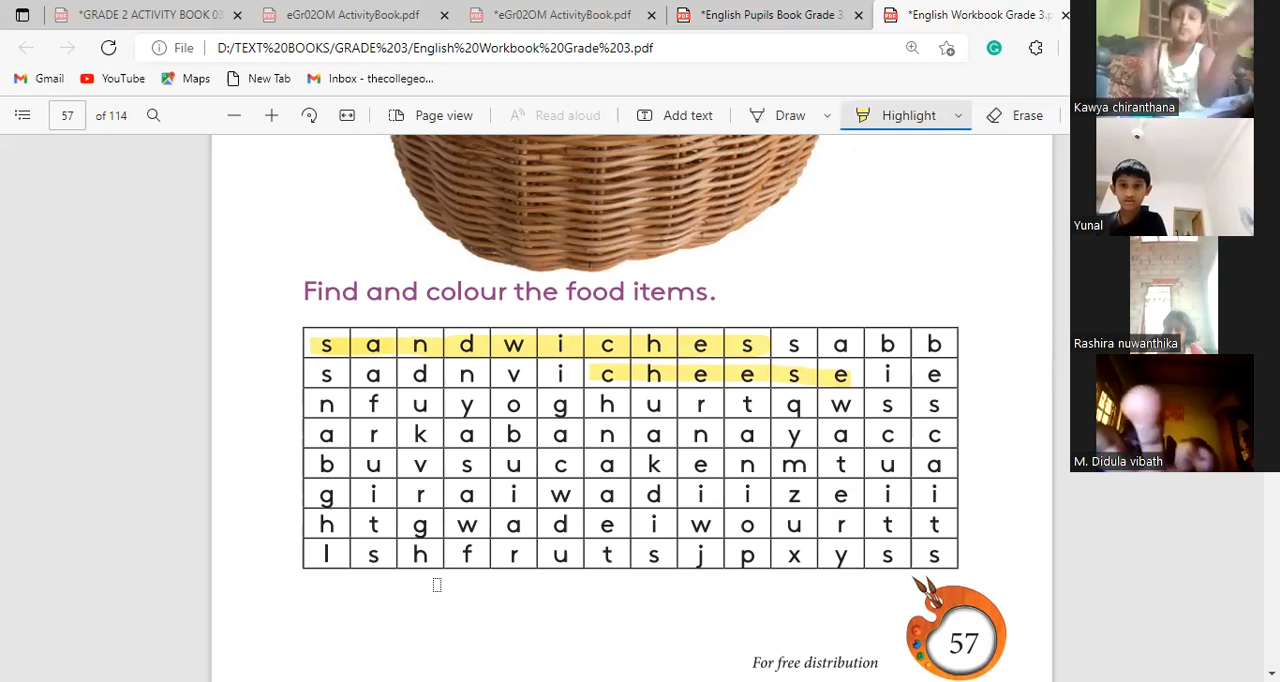 *GRADE 2 ACTIVITY BOOK 03
eGr02OM ActivityBook.pdf
*eGr02OM ActivityBook.pdf
*English Pupils Book Grade 3
*English Workbook Grade 3.p
File D:/TEXT%20BOOKS/GRADE%203/English%20Workbook%20Grade%203.pdf
Gmail YouTube Maps New Tab Inbox - thecollegeo...
57 of 114 Page view Read aloud Add text Draw Highlight Erase
Kawya chiranthana
Yunal
Rashira nuwanthika
M. Didula vibath
Find and colour the food items.
s a n d w i c h e s s a b b
s a d n v i c h e e s e i e
n f u y o g h u r t q w s s
a r k a b a n a n a y a c c
b u v s u c a k e n m t u a
g i r a i w a d i i z e i i
h t g w a d e i w o u r t t
l s h f r u t s j p x y s s
57
For free distribution